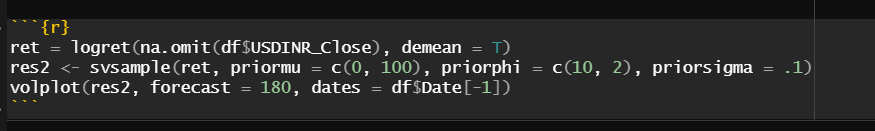 ```{r}
ret = logret(na.omit(df$USDINR_Close), demean = T)
res2 <- svsample(ret, priormu = c(0, 100), priorphi = c(10, 2), priorsigma = .1)
volplot(res2, forecast = 180, dates = df$Date[-1])
```